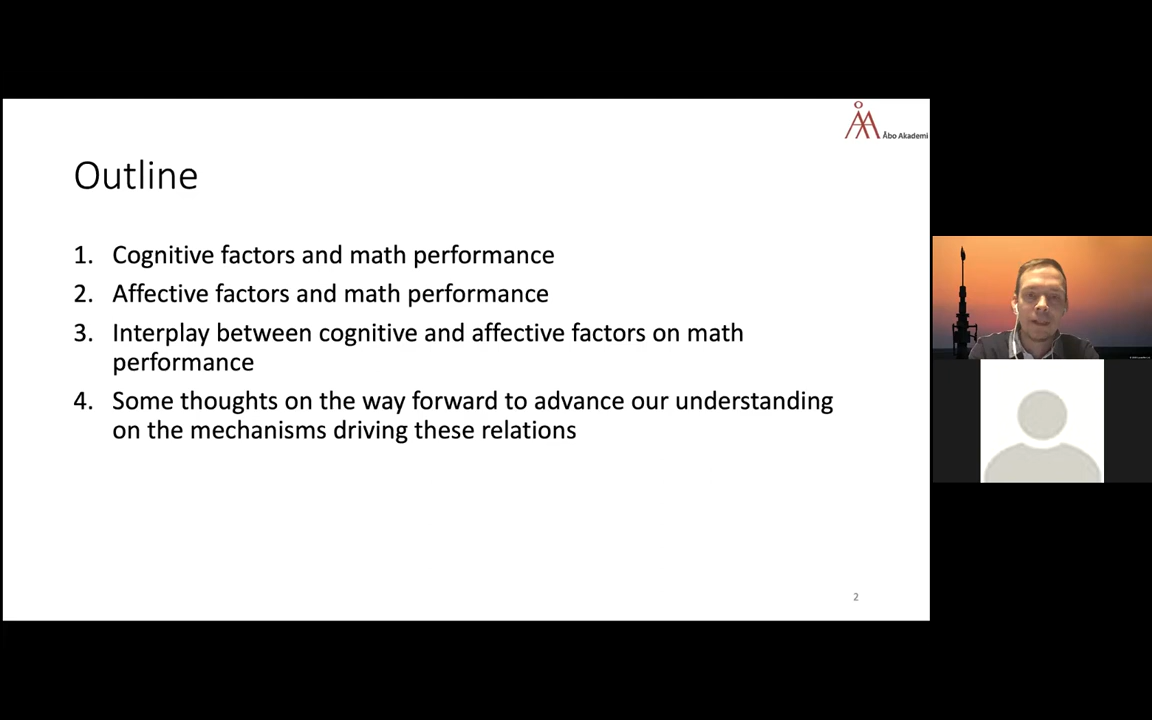 Åbo Akademi
Outline
1. Cognitive factors and math performance
2. Affective factors and math performance
3. Interplay between cognitive and affective factors on math
performance
4. Some thoughts on the way forward to advance our understanding
on the mechanisms driving these relations
2